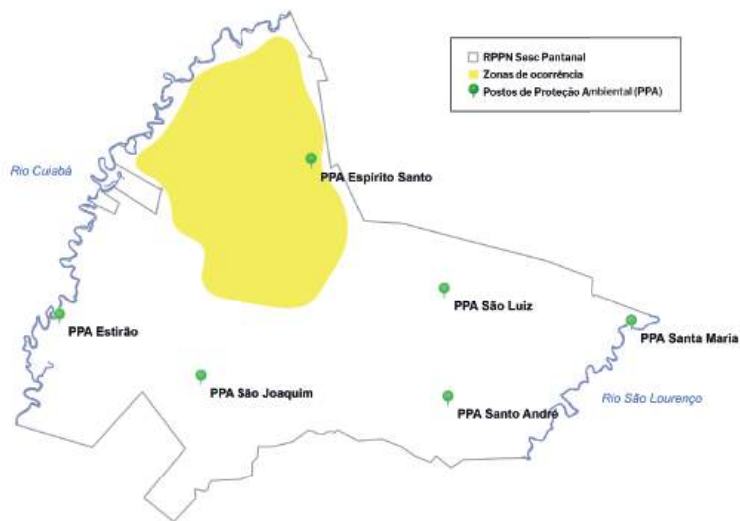 RPPN Sesc Pantanal
Zonas de ocorrência
Postos de Proteção Ambiental (PPA)
Rio Cuiabá
PPA Espirito Santo
PPA São Luiz
PPA Estirão
PPA Santa Maria
PPA São Joaquim
Rio São Lourenço
PPA Santo André